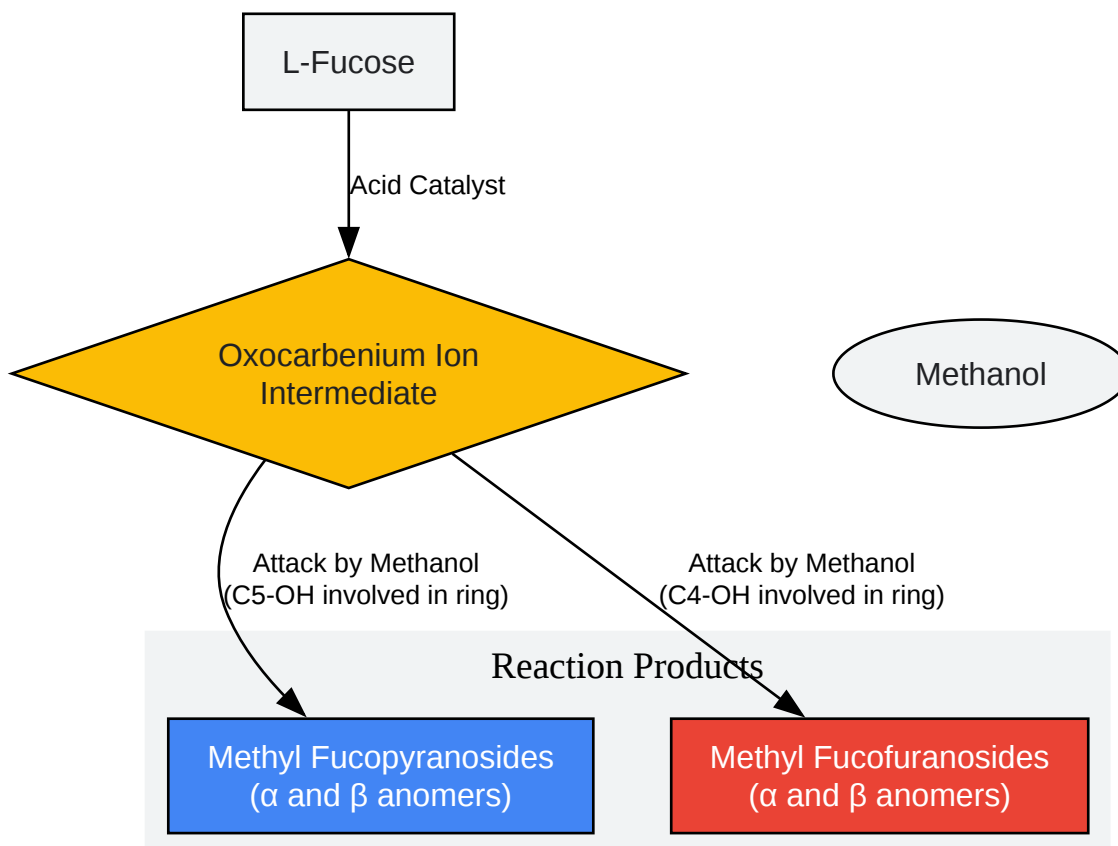 L-Fucose
Acid Catalyst
Oxocarbenium Ion
Intermediate
Methanol
Attack by Methanol
(C5-OH involved in ring)
Attack by Methanol
(C4-OH involved in ring)
Reaction Products
Methyl Fucopyranosides
(α and β anomers)
Methyl Fucofuranosides
(α and β anomers)